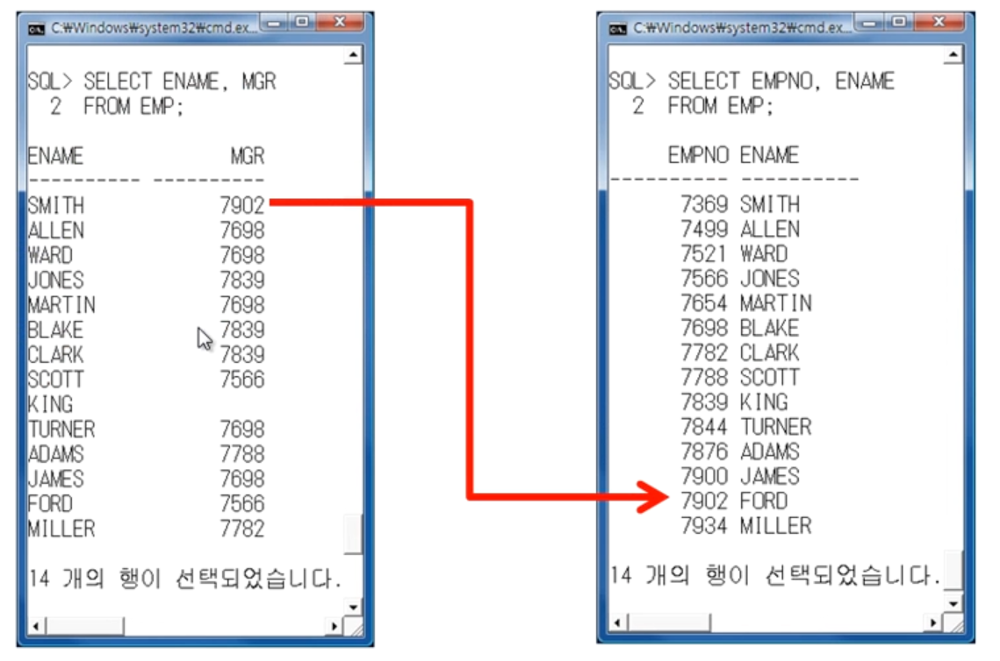 C:￦Windows￦system32￦cmd.ex...
SQL> SELECT ENAME, MGR
2 FROM EMP;
ENAME MGR
---------- ----------
SMITH 7902
ALLEN 7698
WARD 7698
JONES 7839
MARTIN 7698
BLAKE 7839
CLARK 7839
SCOTT 7566
KING
TURNER 7698
ADAMS 7788
JAMES 7698
FORD 7566
MILLER 7782
14 개의 행이 선택되었습니다.
C:￦Windows￦system32￦cmd.ex...
SQL> SELECT EMPNO, ENAME
2 FROM EMP;
EMPNO ENAME
---------- ----------
7369 SMITH
7499 ALLEN
7521 WARD
7566 JONES
7654 MARTIN
7698 BLAKE
7782 CLARK
7788 SCOTT
7839 KING
7844 TURNER
7876 ADAMS
7900 JAMES
7902 FORD
7934 MILLER
14 개의 행이 선택되었습니다.